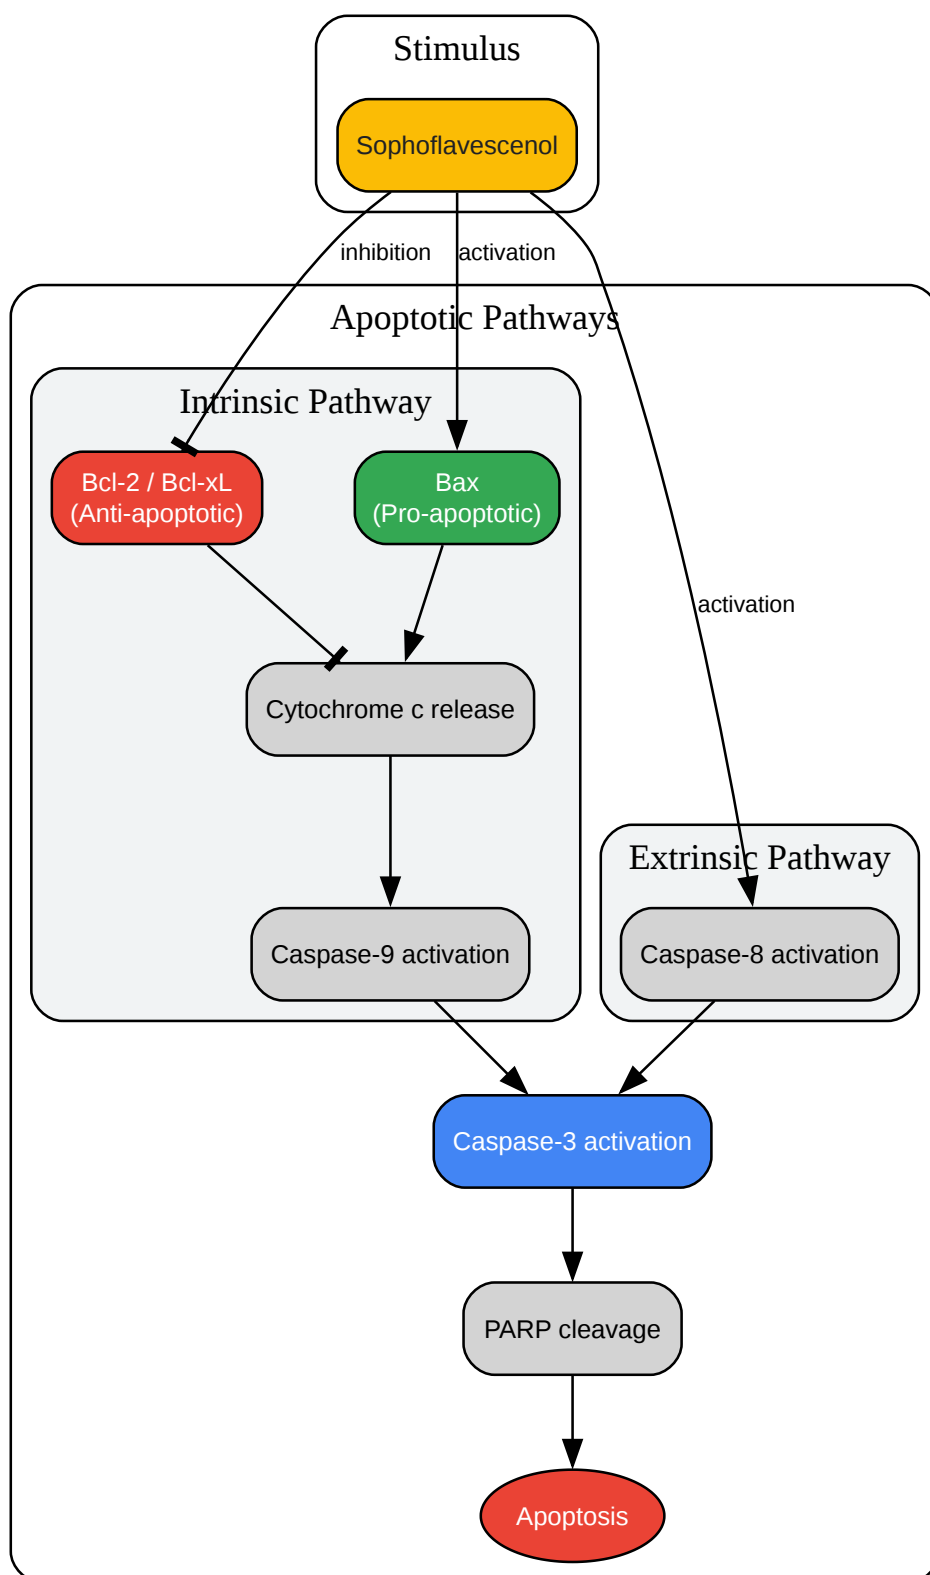 Stimulus
Sophoflavescenol
inhibition
activation
Apoptotic Pathways
Intrinsic Pathway
Bcl-2 / Bcl-xL
(Anti-apoptotic)
Bax
(Pro-apoptotic)
activation
Cytochrome c release
Extrinsic Pathway
Caspase-9 activation
Caspase-8 activation
Caspase-3 activation
PARP cleavage
Apoptosis